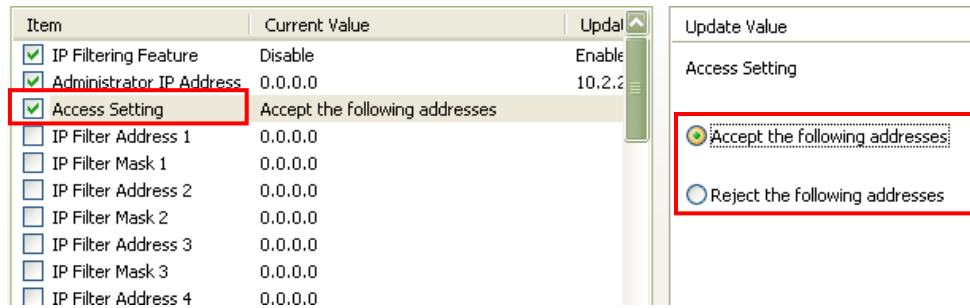 Item Current Value Updat
IP Filtering Feature Disable Enable
Administrator IP Address 0.0.0.0 10.2.2
Access Setting Accept the following addresses
IP Filter Address 1 0.0.0.0
IP Filter Mask 1 0.0.0.0
IP Filter Address 2 0.0.0.0
IP Filter Mask 2 0.0.0.0
IP Filter Address 3 0.0.0.0
IP Filter Mask 3 0.0.0.0
IP Filter Address 4 0.0.0.0
Update Value
Access Setting
Accept the following addresses
Reject the following addresses